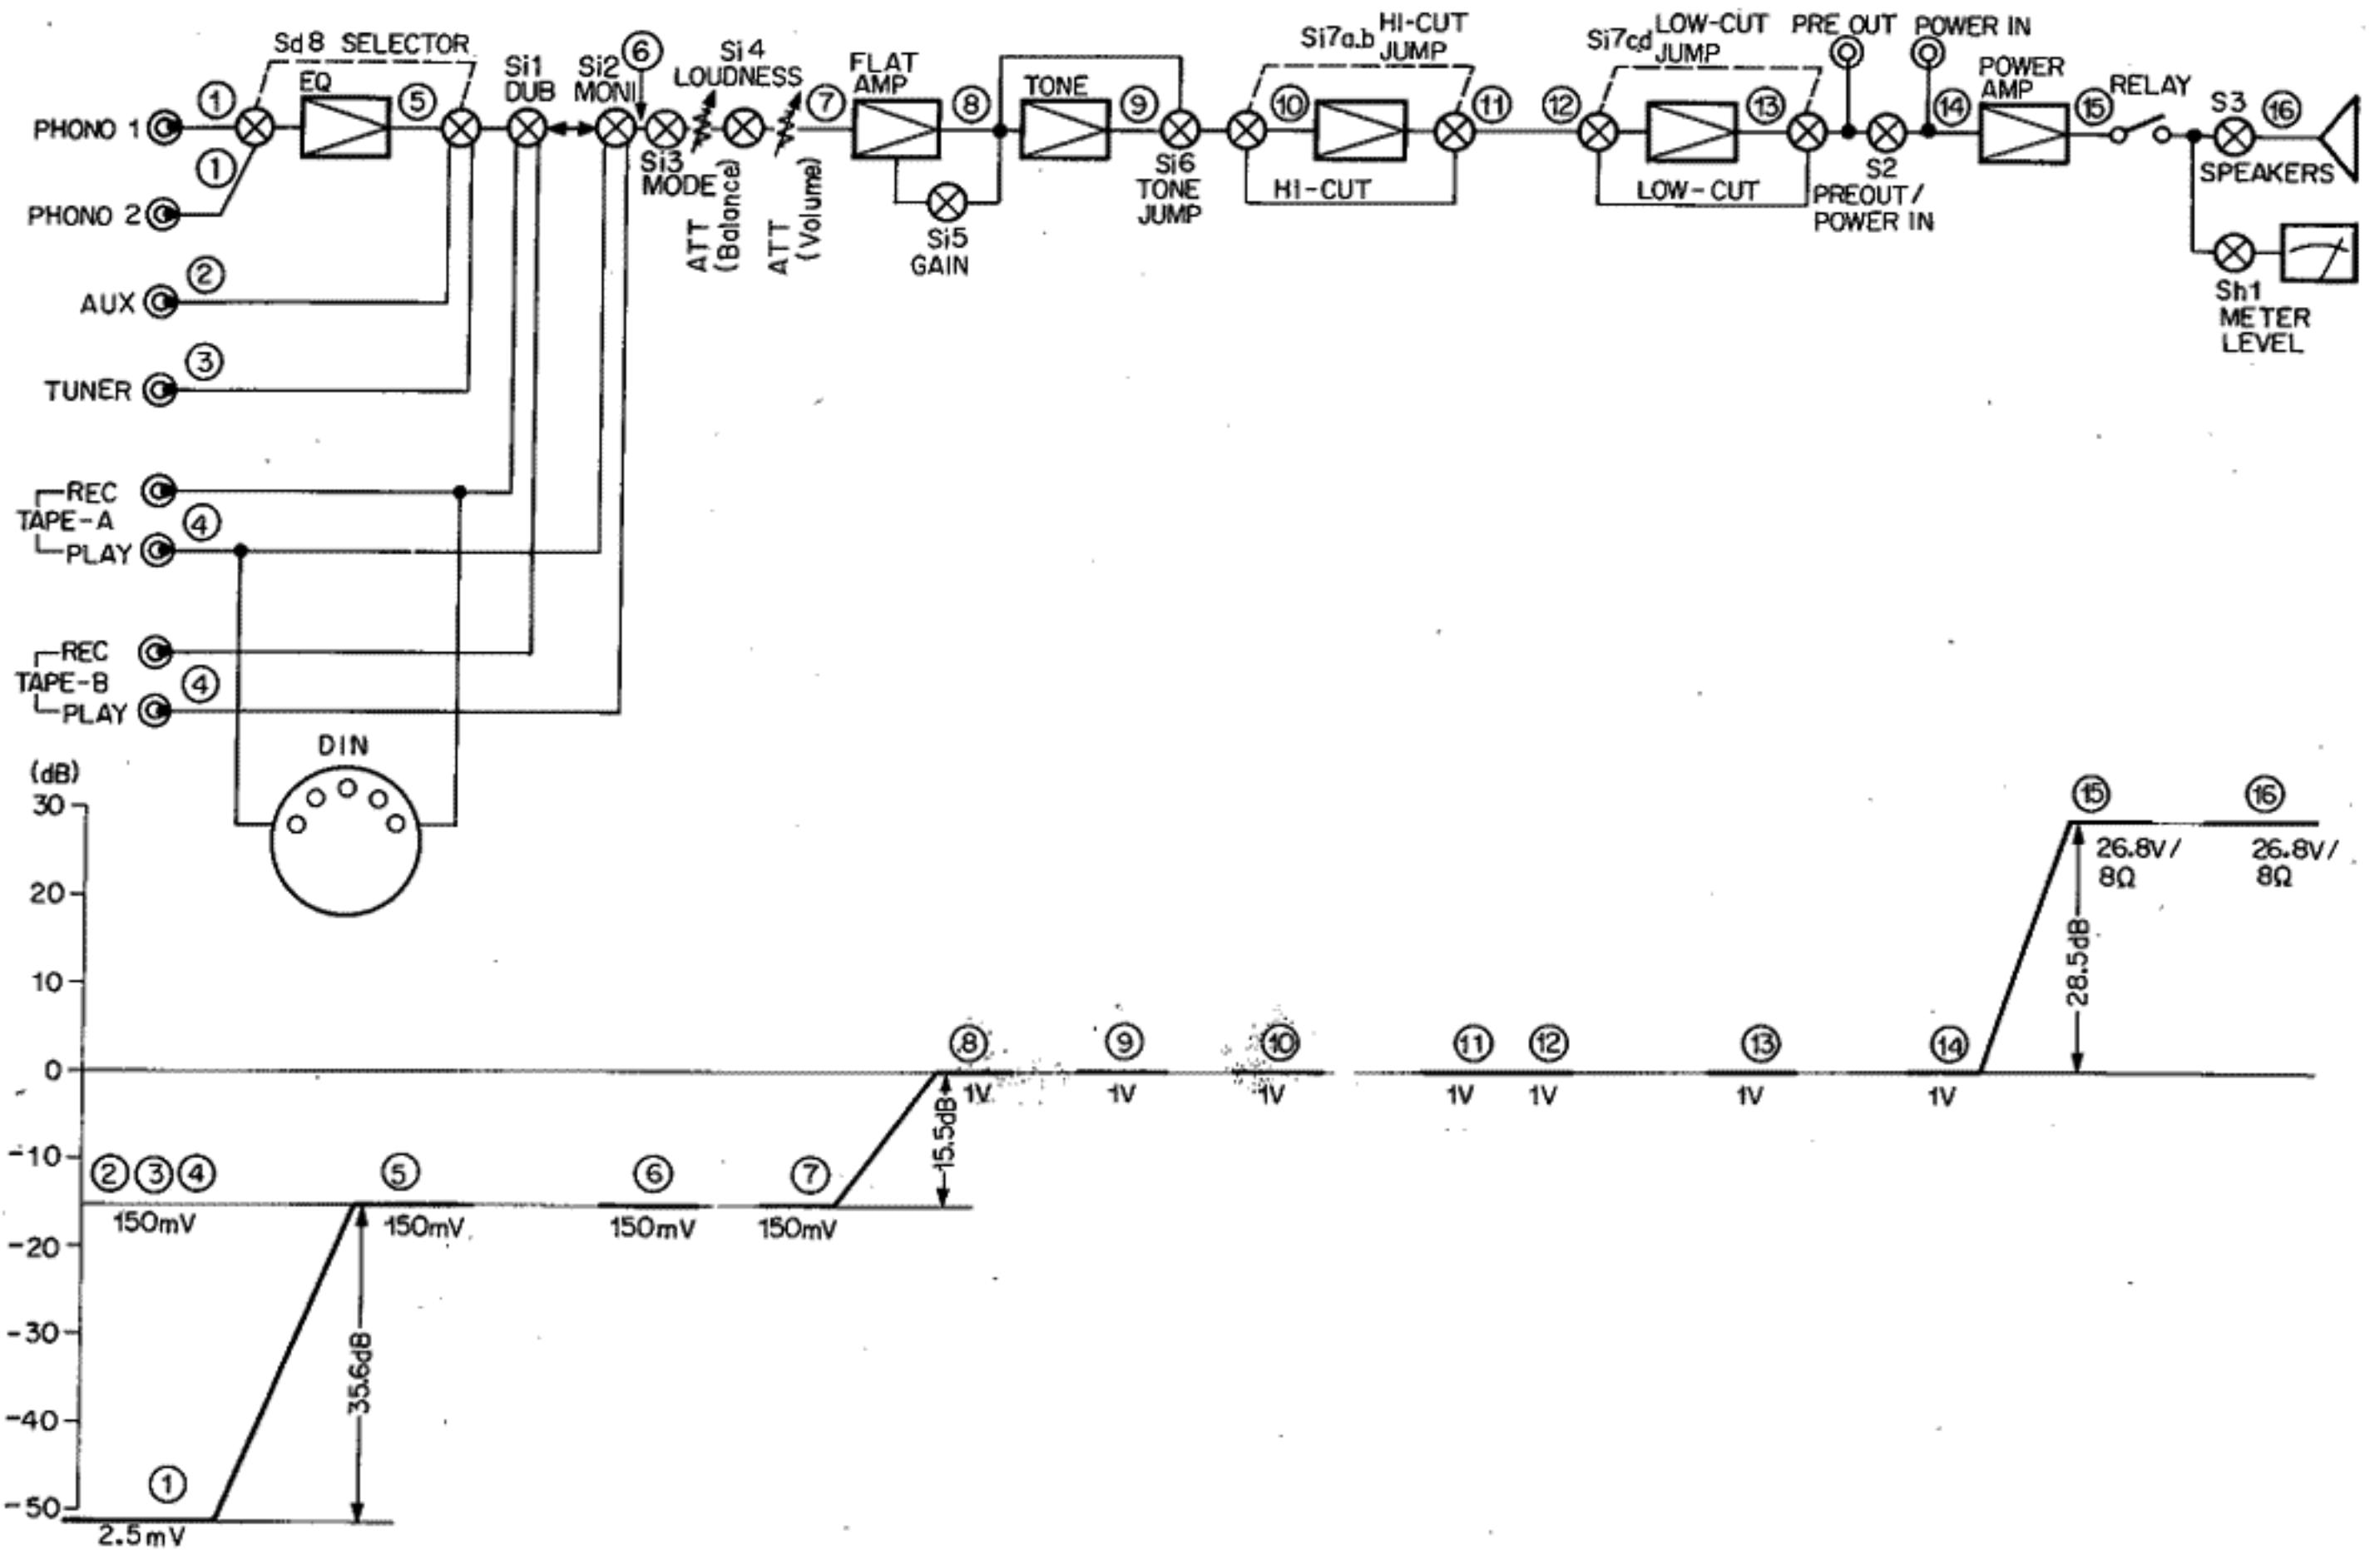 Sd8 SELECTOR
HI-CUT
Si7a.b
JUMP
LOW-CUT
Si7c,d
JUMP
PRE OUT
POWER IN
EQ
Si1
DUB
Si2
MONI
⑥
Si4
LOUDNESS
FLAT
AMP
TONE
POWER
AMP
RELAY
S3
PHONO 1
①
⑤
⑦
⑧
⑨
⑩
⑪
⑫
⑬
⑭
⑮
⑯
①
PHONO 2
Si3
MODE
ATT
(Balance)
ATT
(Volume)
Si5
GAIN
Si6
TONE
JUMP
HI-CUT
LOW-CUT
S2
PREOUT/
POWER IN
SPEAKERS
Sh1
METER
LEVEL
AUX
②
TUNER
③
REC
TAPE-A
④
PLAY
REC
TAPE-B
④
PLAY
DIN
(dB)
30
20
10
0
-10
-20
-30
-40
-50
⑮
26.8V/
8Ω
⑯
26.8V/
8Ω
28.5dB
⑧
1V
⑨
1V
⑩
1V
⑪
1V
⑫
1V
⑬
1V
⑭
1V
15.5dB
②③④
150mV
⑤
150mV
⑥
150mV
⑦
150mV
35.6dB
①
2.5mV